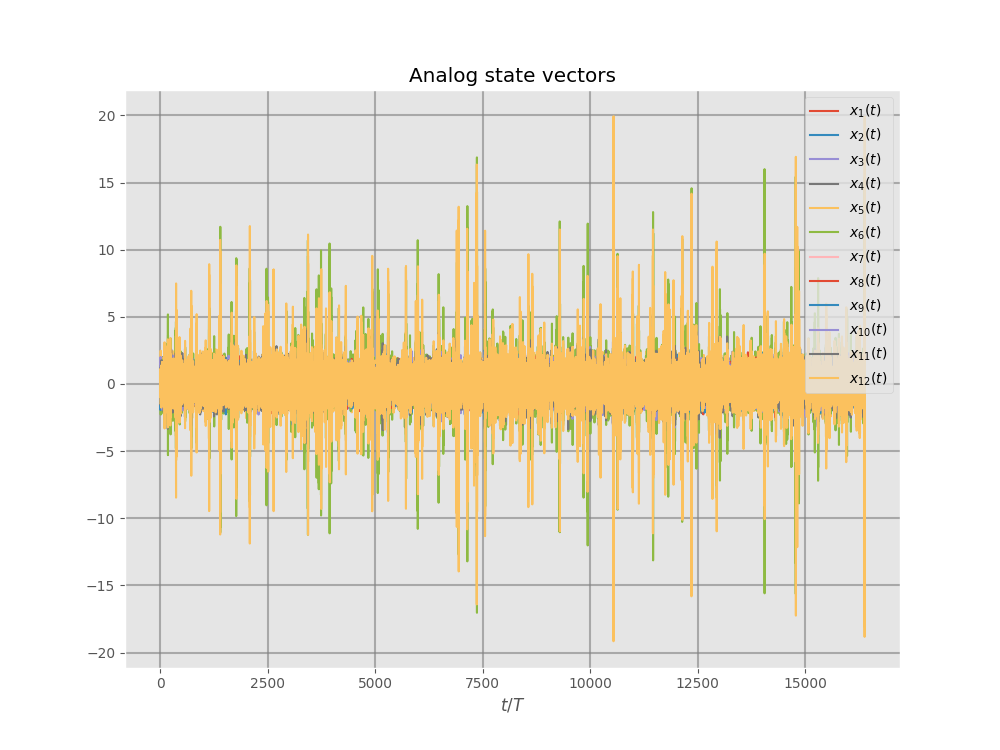 Analog state vectors
20
15
10
5
0
−5
−10
−15
−20
x₁(t)
x₂(t)
x₃(t)
x₄(t)
x₅(t)
x₆(t)
x₇(t)
x₈(t)
x₉(t)
x₁₀(t)
x₁₁(t)
x₁₂(t)
0 2500 5000 7500 10000 12500 15000
t/T